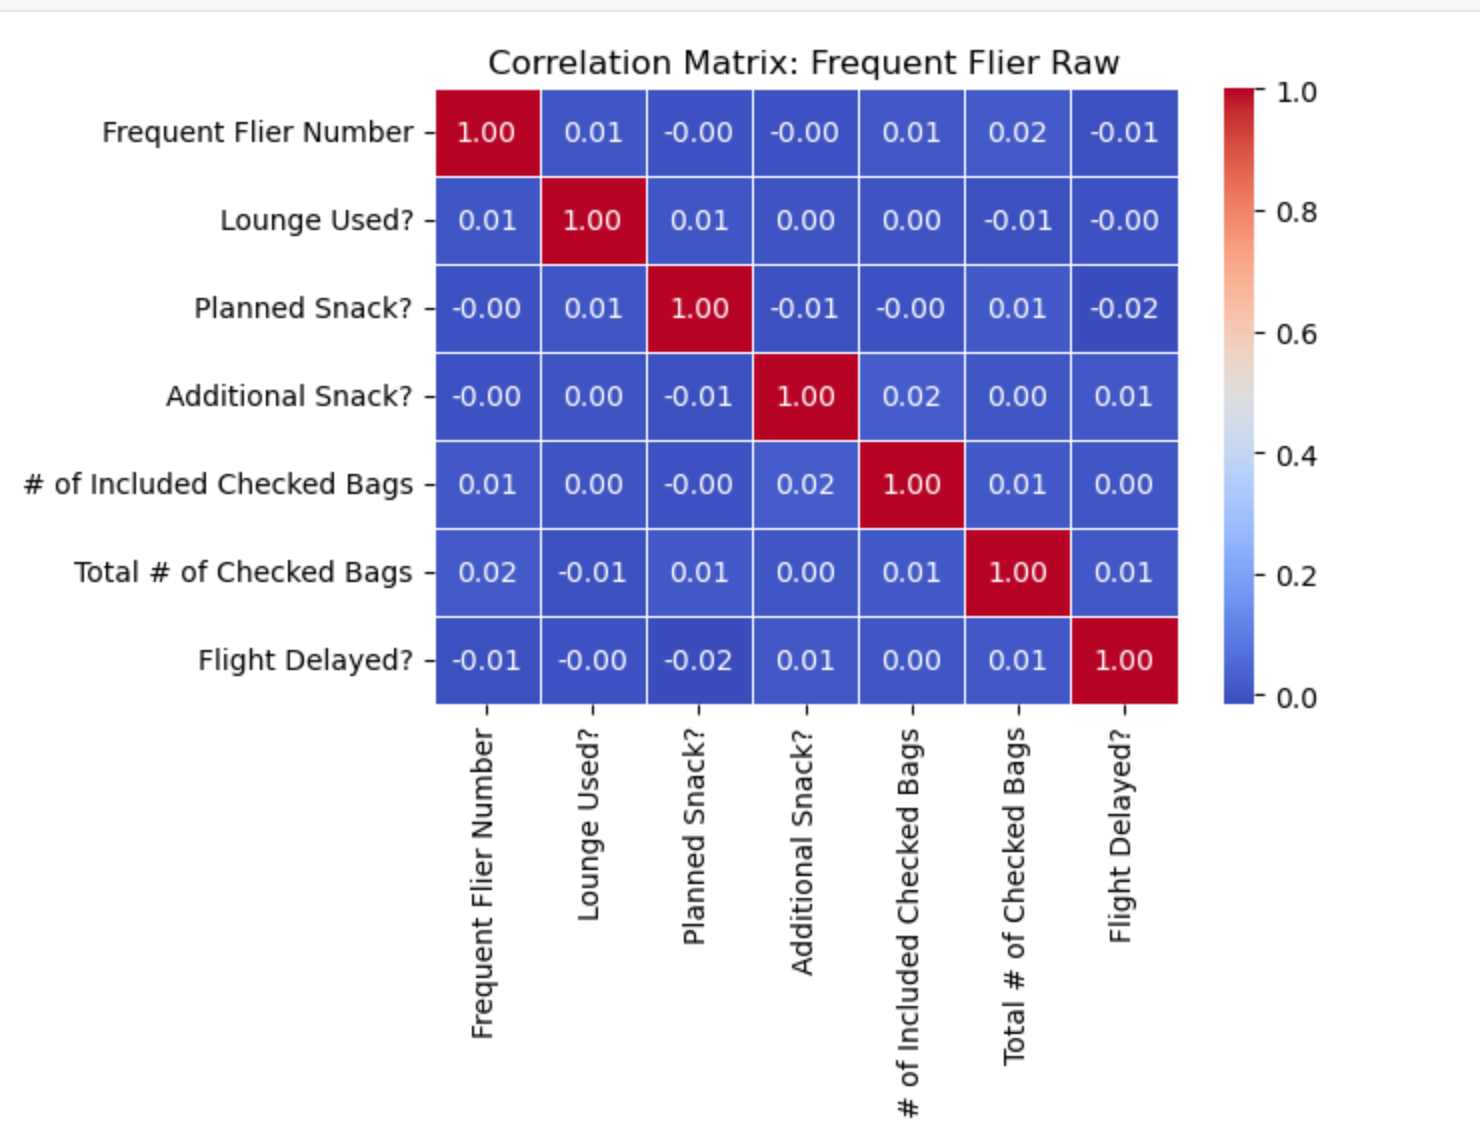 Correlation Matrix: Frequent Flier Raw
Frequent Flier Number 1.00 0.01 -0.00 -0.00 0.01 0.02 -0.01
Lounge Used? 0.01 1.00 0.01 0.00 0.00 -0.01 -0.00
Planned Snack? -0.00 0.01 1.00 -0.01 -0.00 0.01 -0.02
Additional Snack? -0.00 0.00 -0.01 1.00 0.02 0.00 0.01
# of Included Checked Bags 0.01 0.00 -0.00 0.02 1.00 0.01 0.00
Total # of Checked Bags 0.02 -0.01 0.01 0.00 0.01 1.00 0.01
Flight Delayed? -0.01 -0.00 -0.02 0.01 0.00 0.01 1.00
Frequent Flier Number
Lounge Used?
Planned Snack?
Additional Snack?
# of Included Checked Bags
Total # of Checked Bags
Flight Delayed?
1.0
0.8
0.6
0.4
0.2
0.0